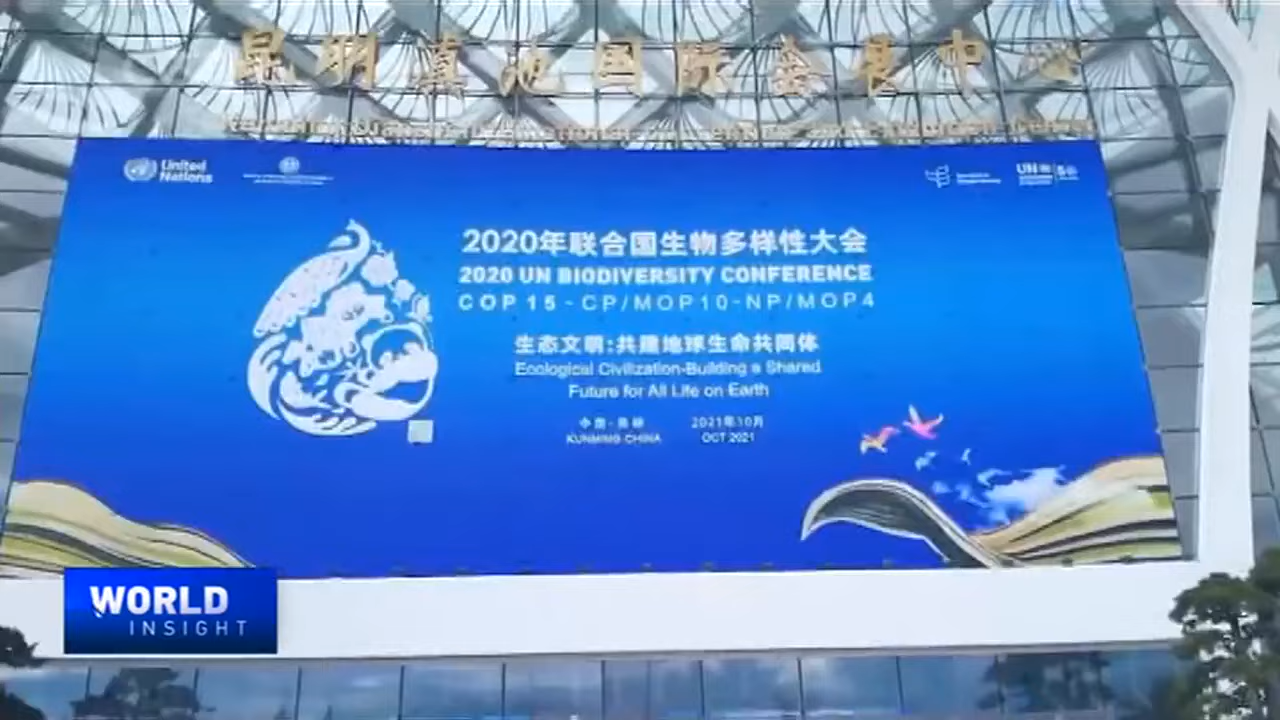 昆明滇池国际会展中心
United
Nations
2020年联合国生物多样性大会
2020 UN BIODIVERSITY CONFERENCE
COP 15 - CP/MOP10-NP/MOP4
生态文明:共建地球生命共同体
Ecological Civilization-Building a Shared
Future for All Life on Earth
中国·昆明
KUNMING CHINA
2021年10月
OCT 2021
UN
WORLD
INSIGHT